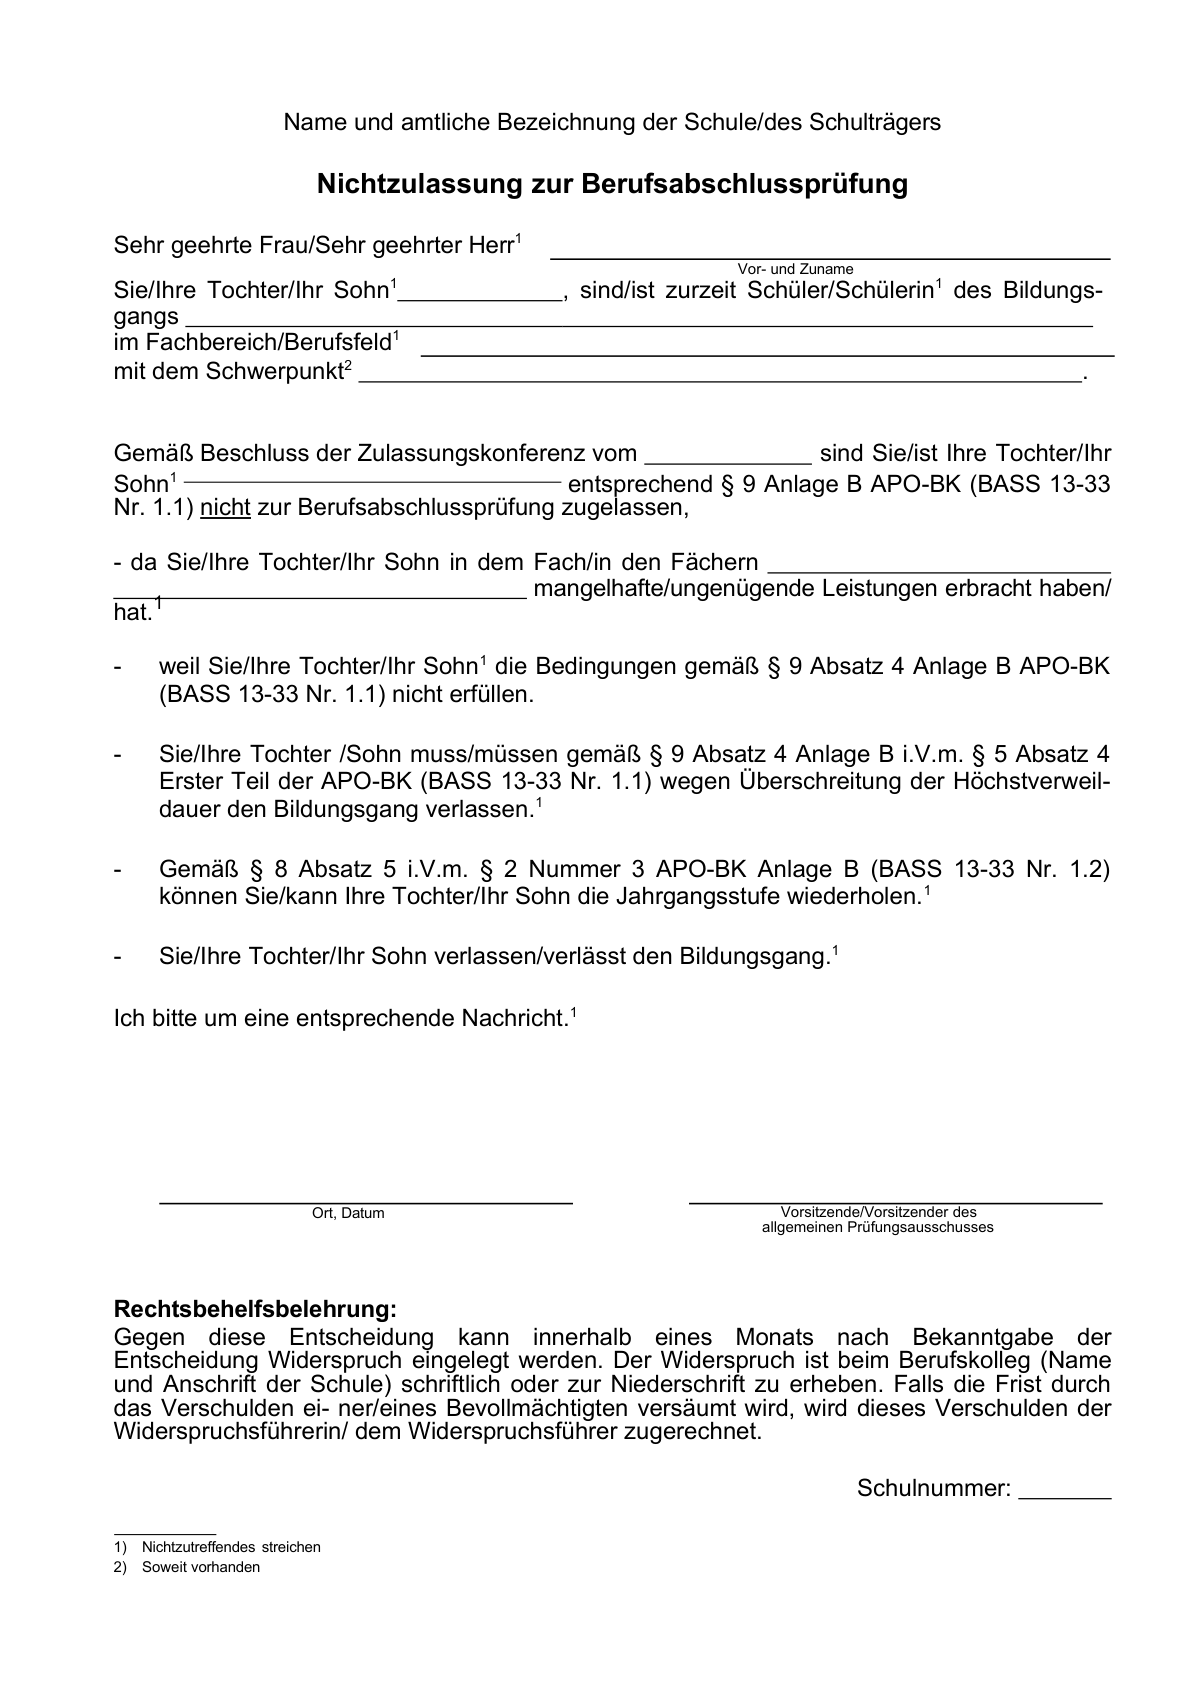 Name und amtliche Bezeichnung der Schule/des Schulträgers
Nichtzulassung zur Berufsabschlussprüfung
Sehr geehrte Frau/Sehr geehrter Herr¹ ____________________
Vor- und Zuname
Sie/Ihre Tochter/Ihr Sohn¹____________, sind/ist zurzeit Schüler/Schülerin¹ des Bildungs-
gangs ____________________
im Fachbereich/Berufsfeld¹ ____________________
mit dem Schwerpunkt² ____________________.
Gemäß Beschluss der Zulassungskonferenz vom ____________ sind Sie/ist Ihre Tochter/Ihr
Sohn¹ ____________________ entsprechend § 9 Anlage B APO-BK (BASS 13-33
Nr. 1.1) nicht zur Berufsabschlussprüfung zugelassen,
- da Sie/Ihre Tochter/Ihr Sohn in dem Fach/in den Fächern ____________________
____________________ mangelhafte/ungenügende Leistungen erbracht haben/
hat.¹
- weil Sie/Ihre Tochter/Ihr Sohn¹ die Bedingungen gemäß § 9 Absatz 4 Anlage B APO-BK
(BASS 13-33 Nr. 1.1) nicht erfüllen.
- Sie/Ihre Tochter /Sohn muss/müssen gemäß § 9 Absatz 4 Anlage B i.V.m. § 5 Absatz 4
Erster Teil der APO-BK (BASS 13-33 Nr. 1.1) wegen Überschreitung der Höchstverweil-
dauer den Bildungsgang verlassen.¹
- Gemäß § 8 Absatz 5 i.V.m. § 2 Nummer 3 APO-BK Anlage B (BASS 13-33 Nr. 1.2)
können Sie/kann Ihre Tochter/Ihr Sohn die Jahrgangsstufe wiederholen.¹
- Sie/Ihre Tochter/Ihr Sohn verlassen/verlässt den Bildungsgang.¹
Ich bitte um eine entsprechende Nachricht.¹
Ort, Datum
Vorsitzende/Vorsitzender des
allgemeinen Prüfungsausschusses
Rechtsbehelfsbelehrung:
Gegen diese Entscheidung kann innerhalb eines Monats nach Bekanntgabe der
Entscheidung Widerspruch eingelegt werden. Der Widerspruch ist beim Berufskolleg (Name
und Anschrift der Schule) schriftlich oder zur Niederschrift zu erheben. Falls die Frist durch
das Verschulden ei- ner/eines Bevollmächtigten versäumt wird, wird dieses Verschulden der
Widerspruchsführerin/ dem Widerspruchsführer zugerechnet.
Schulnummer: _______
1) Nichtzutreffendes streichen
2) Soweit vorhanden